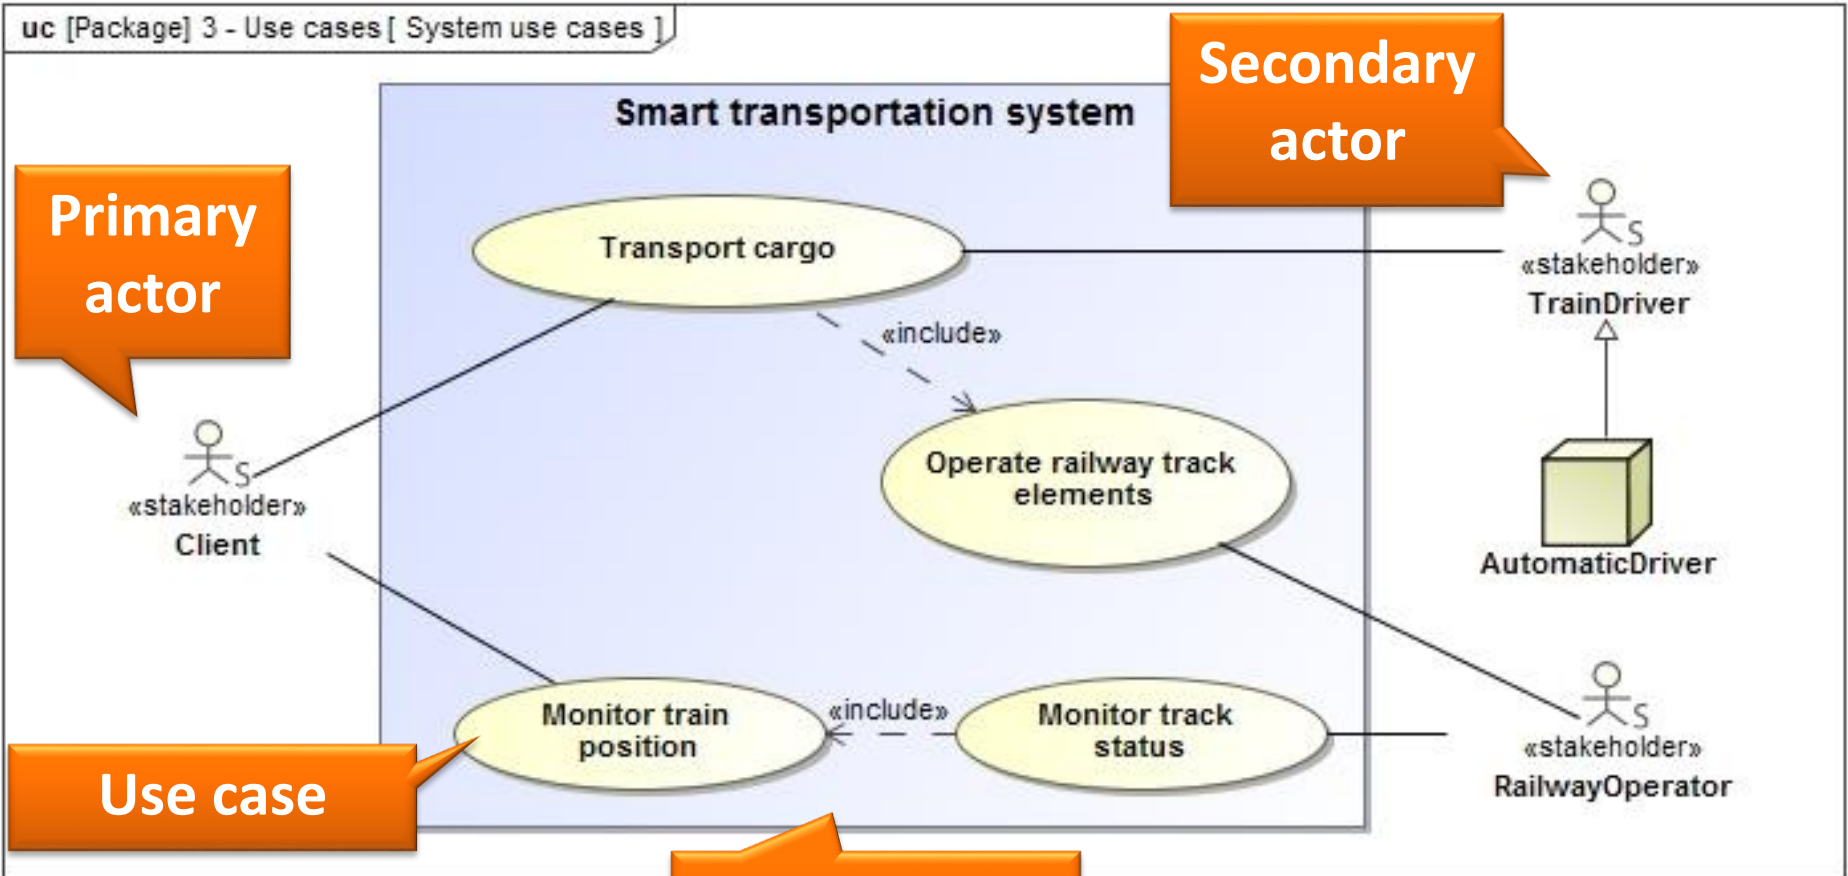 uc [Package] 3 - Use cases [ System use cases ]
Secondary
actor
Smart transportation system
Primary
actor
Transport cargo
«stakeholder»
TrainDriver
«include»
Operate railway track
elements
«stakeholder»
Client
S
S
AutomaticDriver
Monitor train
position
«include»
Monitor track
status
S
«stakeholder»
RailwayOperator
Use case